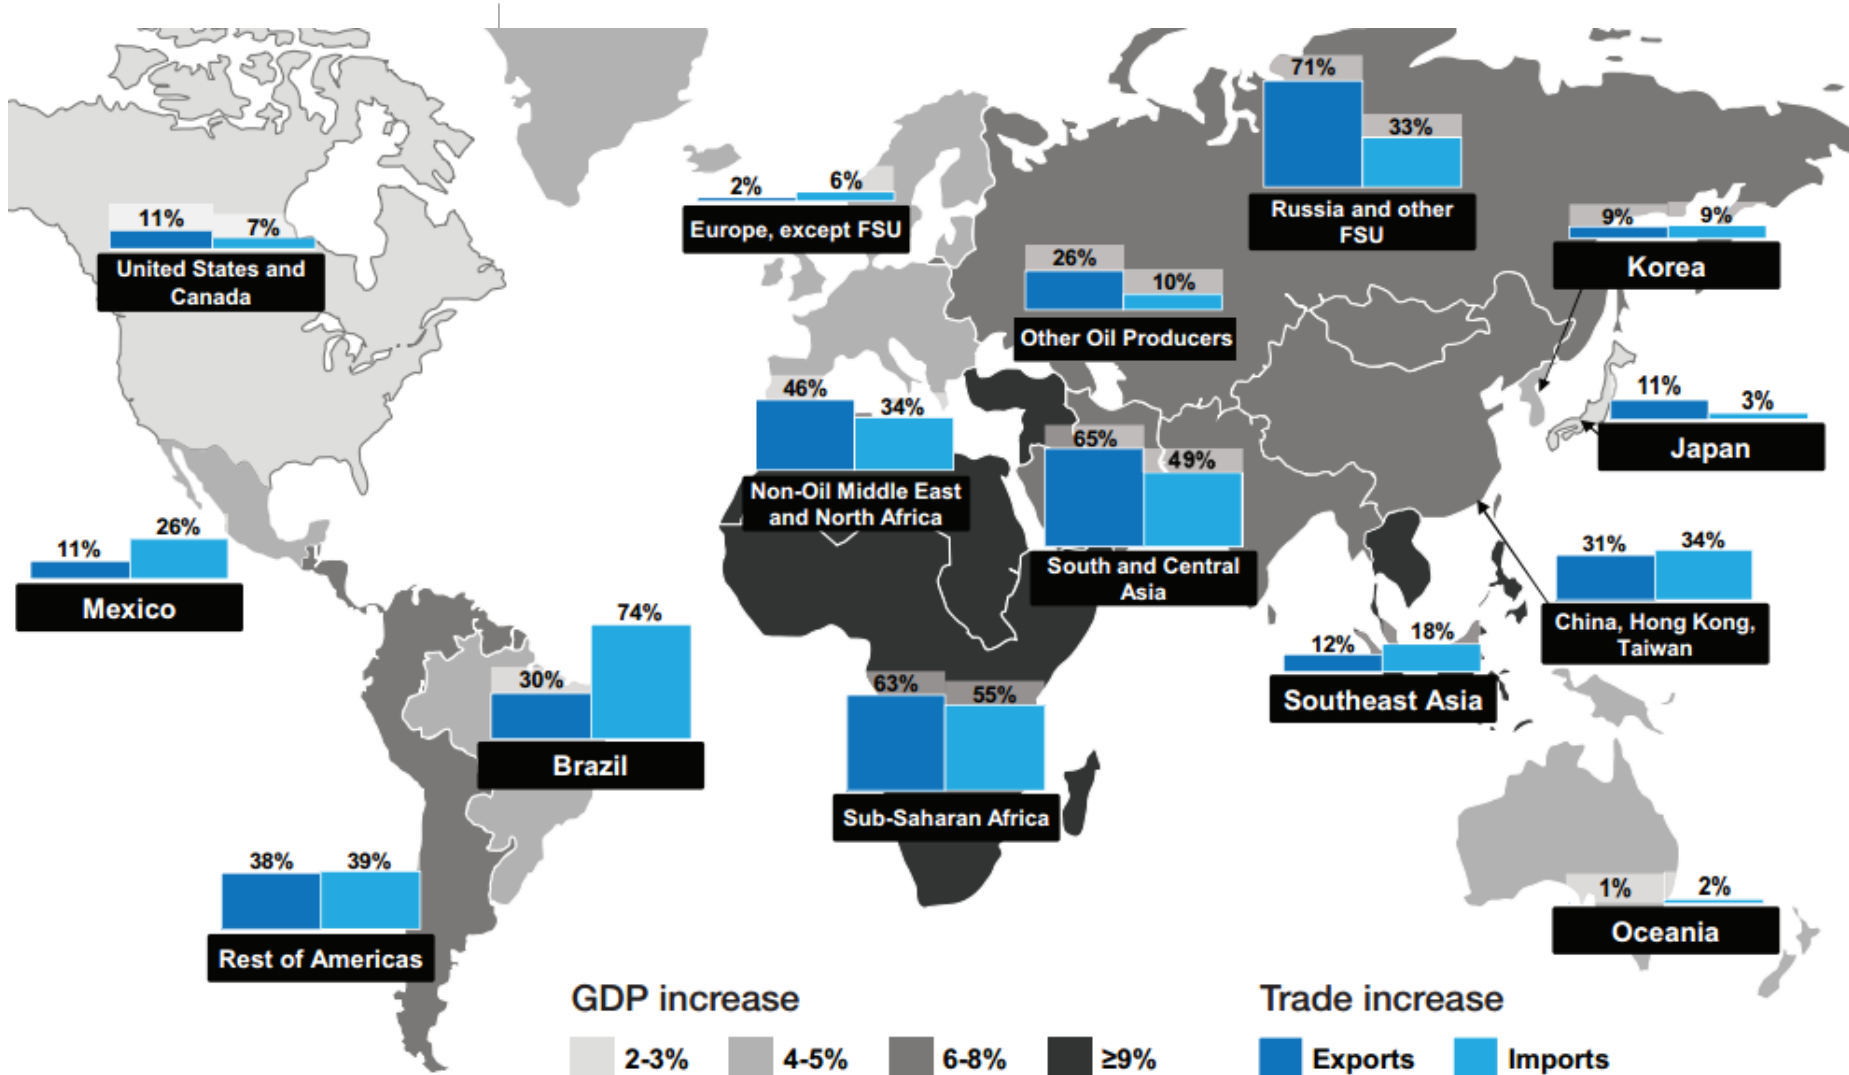 71%
33%
Russia and other
FSU
2%
6%
Europe, except FSU
11%
7%
United States and
Canada
9%
9%
Korea
26%
10%
Other Oil Producers
46%
34%
Non-Oil Middle East
and North Africa
11%
3%
Japan
65%
49%
South and Central
Asia
11%
26%
Mexico
31%
34%
China, Hong Kong,
Taiwan
74%
30%
Brazil
12%
18%
Southeast Asia
63%
55%
Sub-Saharan Africa
38%
39%
Rest of Americas
1%
2%
Oceania
GDP increase
2-3%
4-5%
6-8%
≥9%
Trade increase
Exports
Imports